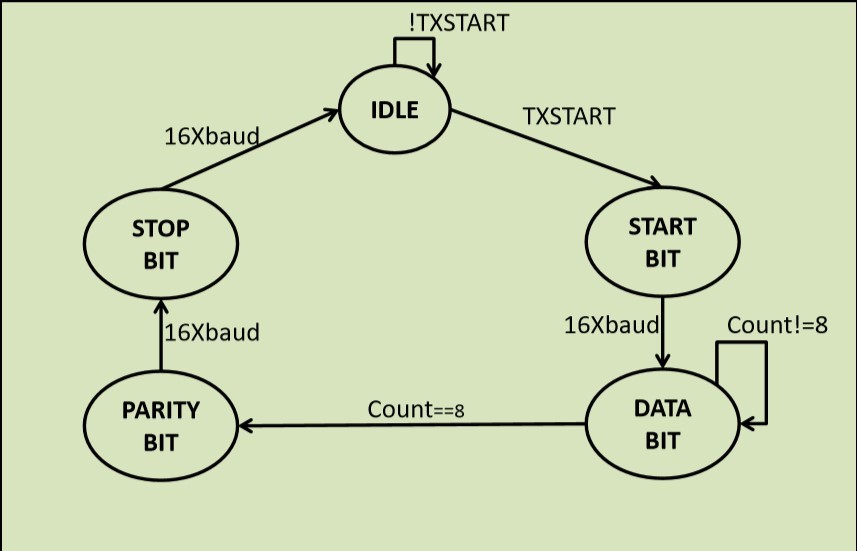 !TXSTART
IDLE
TXSTART
16Xbaud
STOP
BIT
START
BIT
16Xbaud
16Xbaud
Count!=8
PARITY
BIT
Count==8
DATA
BIT